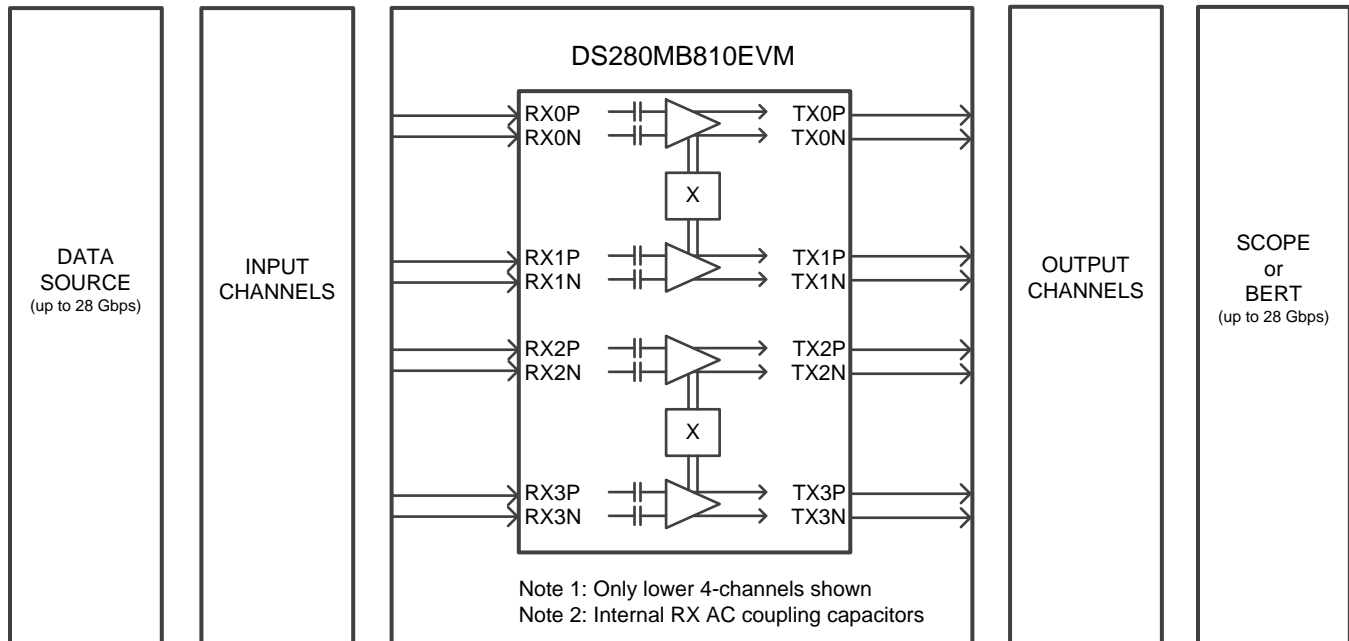 DS280MB810EVM
DATA
SOURCE
(up to 28 Gbps)
INPUT
CHANNELS
RX0P
RX0N
TX0P
TX0N
X
RX1P
RX1N
TX1P
TX1N
RX2P
RX2N
TX2P
TX2N
X
RX3P
RX3N
TX3P
TX3N
Note 1: Only lower 4-channels shown
Note 2: Internal RX AC coupling capacitors
OUTPUT
CHANNELS
SCOPE
or
BERT
(up to 28 Gbps)